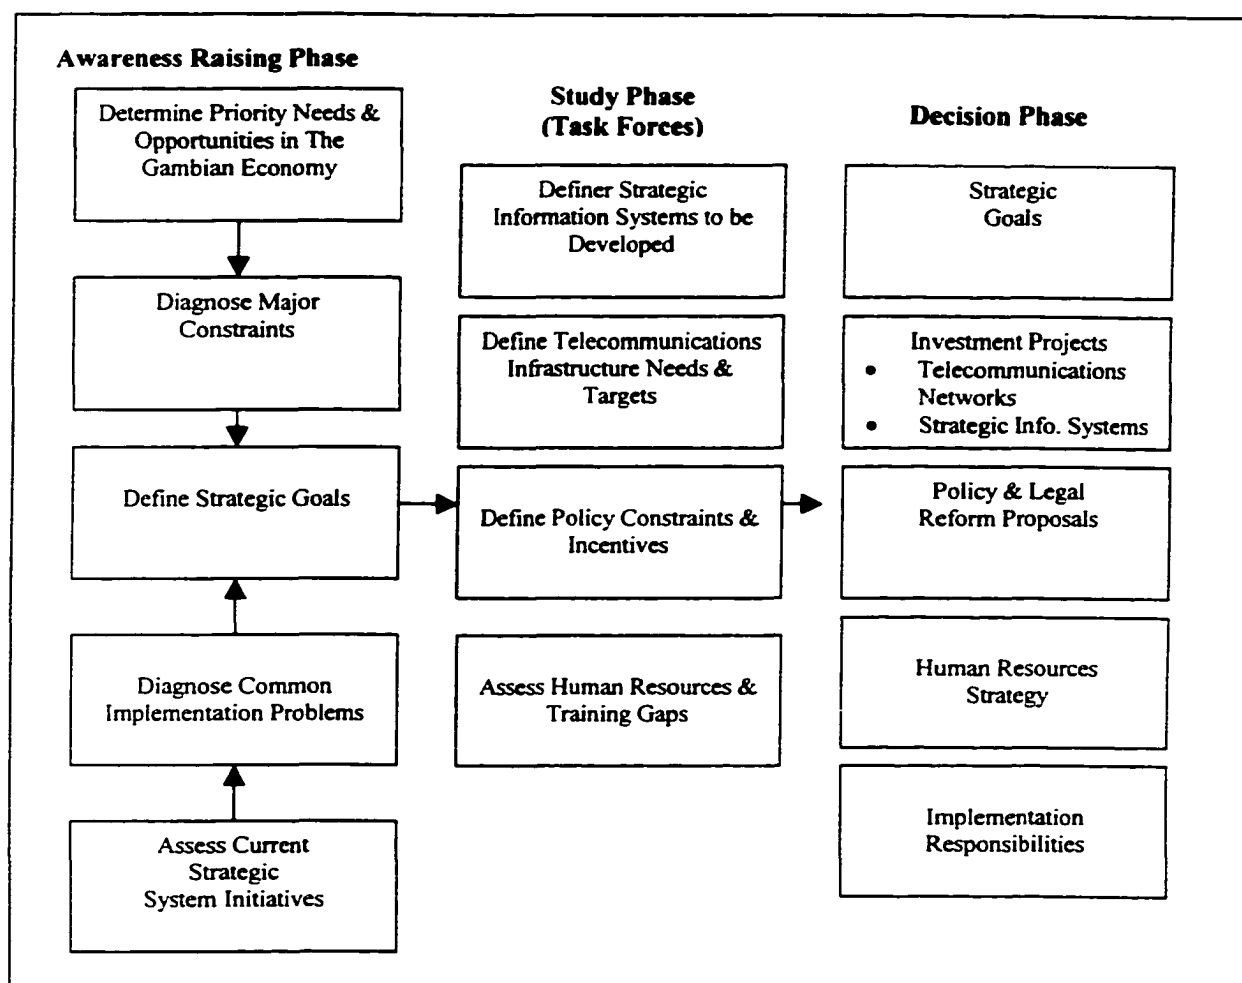 Awareness Raising Phase
Determine Priority Needs &
Opportunities in The
Gambian Economy
Diagnose Major
Constraints
Define Strategic Goals
Diagnose Common
Implementation Problems
Assess Current
Strategic
System Initiatives
Study Phase
(Task Forces)
Definer Strategic
Information Systems to be
Developed
Define Telecommunications
Infrastructure Needs &
Targets
Define Policy Constraints &
Incentives
Assess Human Resources &
Training Gaps
Decision Phase
Strategic
Goals
Investment Projects
• Telecommunications
Networks
• Strategic Info. Systems
Policy & Legal
Reform Proposals
Human Resources
Strategy
Implementation
Responsibilities